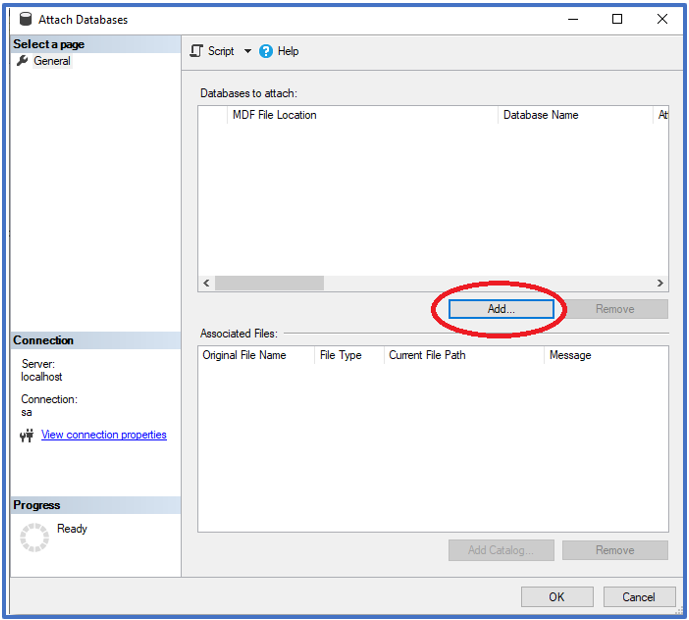 Attach Databases
Select a page
General
Script
Help
Databases to attach:
MDF File Location
Database Name
Add...
Remove
Associated Files:
Original File Name
File Type
Current File Path
Message
Connection
Server:
localhost
Connection:
sa
View connection properties
Progress
Ready
Add Catalog...
Remove
OK
Cancel